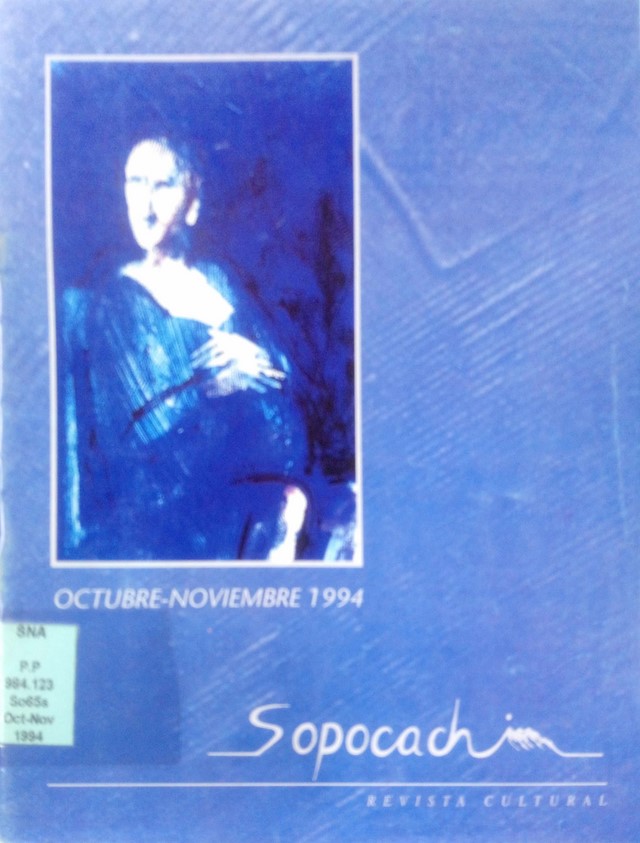 OCTUBRE-NOVIEMBRE 1994
SNA
P.P
984.123
So65s
Oct-Nov
1994
Sopocachi
REVISTA CULTURAL